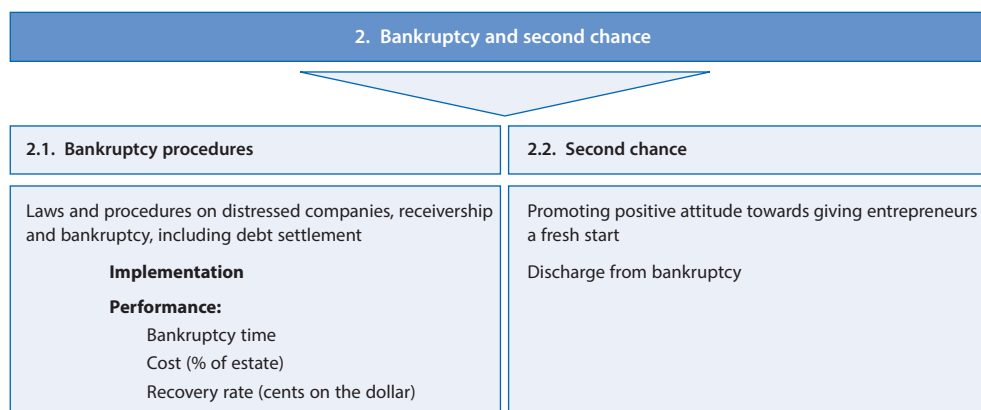 2. Bankruptcy and second chance
2.1. Bankruptcy procedures
2.2. Second chance
Laws and procedures on distressed companies, receivership
and bankruptcy, including debt settlement
Implementation
Performance:
Bankruptcy time
Cost (% of estate)
Recovery rate (cents on the dollar)
Promoting positive attitude towards giving entrepreneurs
a fresh start
Discharge from bankruptcy